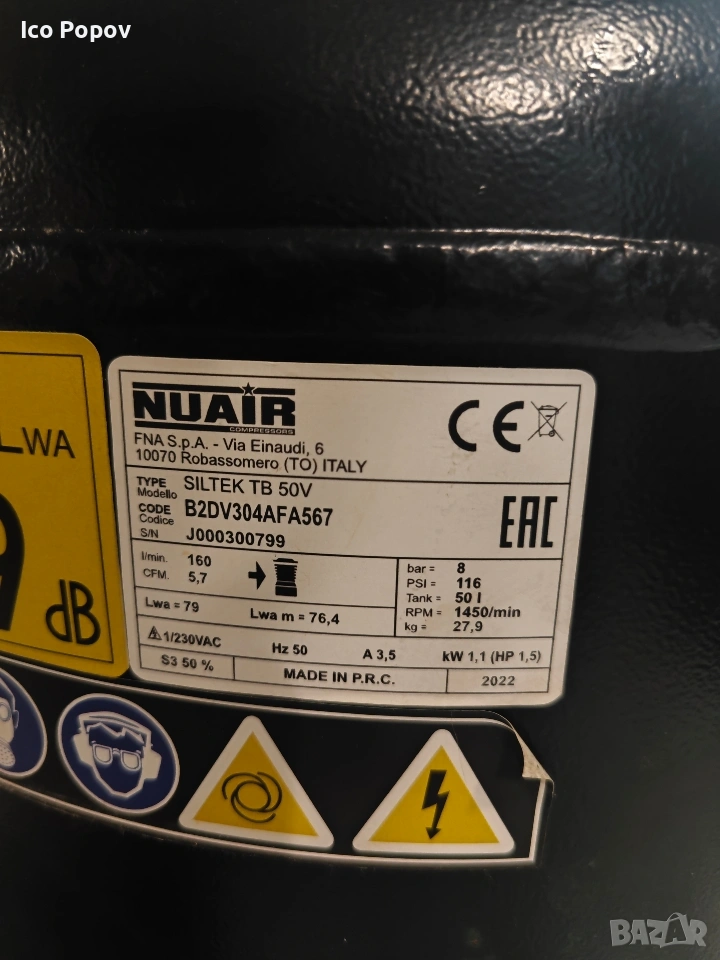 Ico Popov
LWA
9
dB
NUAIR
COMPRESSORS
FNA S.p.A. - Via Einaudi, 6
10070 Robassomero (TO) ITALY
CE
TYPE
Modello
SILTEK TB 50V
CODE
Codice
B2DV304AFA567
S/N
J000300799
EAC
l/min. 160
CFM. 5,7
bar = 8
PSI = 116
Tank = 50 l
RPM = 1450/min
kg = 27,9
Lwa = 79 Lwa m = 76,4
1/230VAC Hz 50 A 3,5 kW 1,1 (HP 1,5)
S3 50 % MADE IN P.R.C. 2022
BAZAR